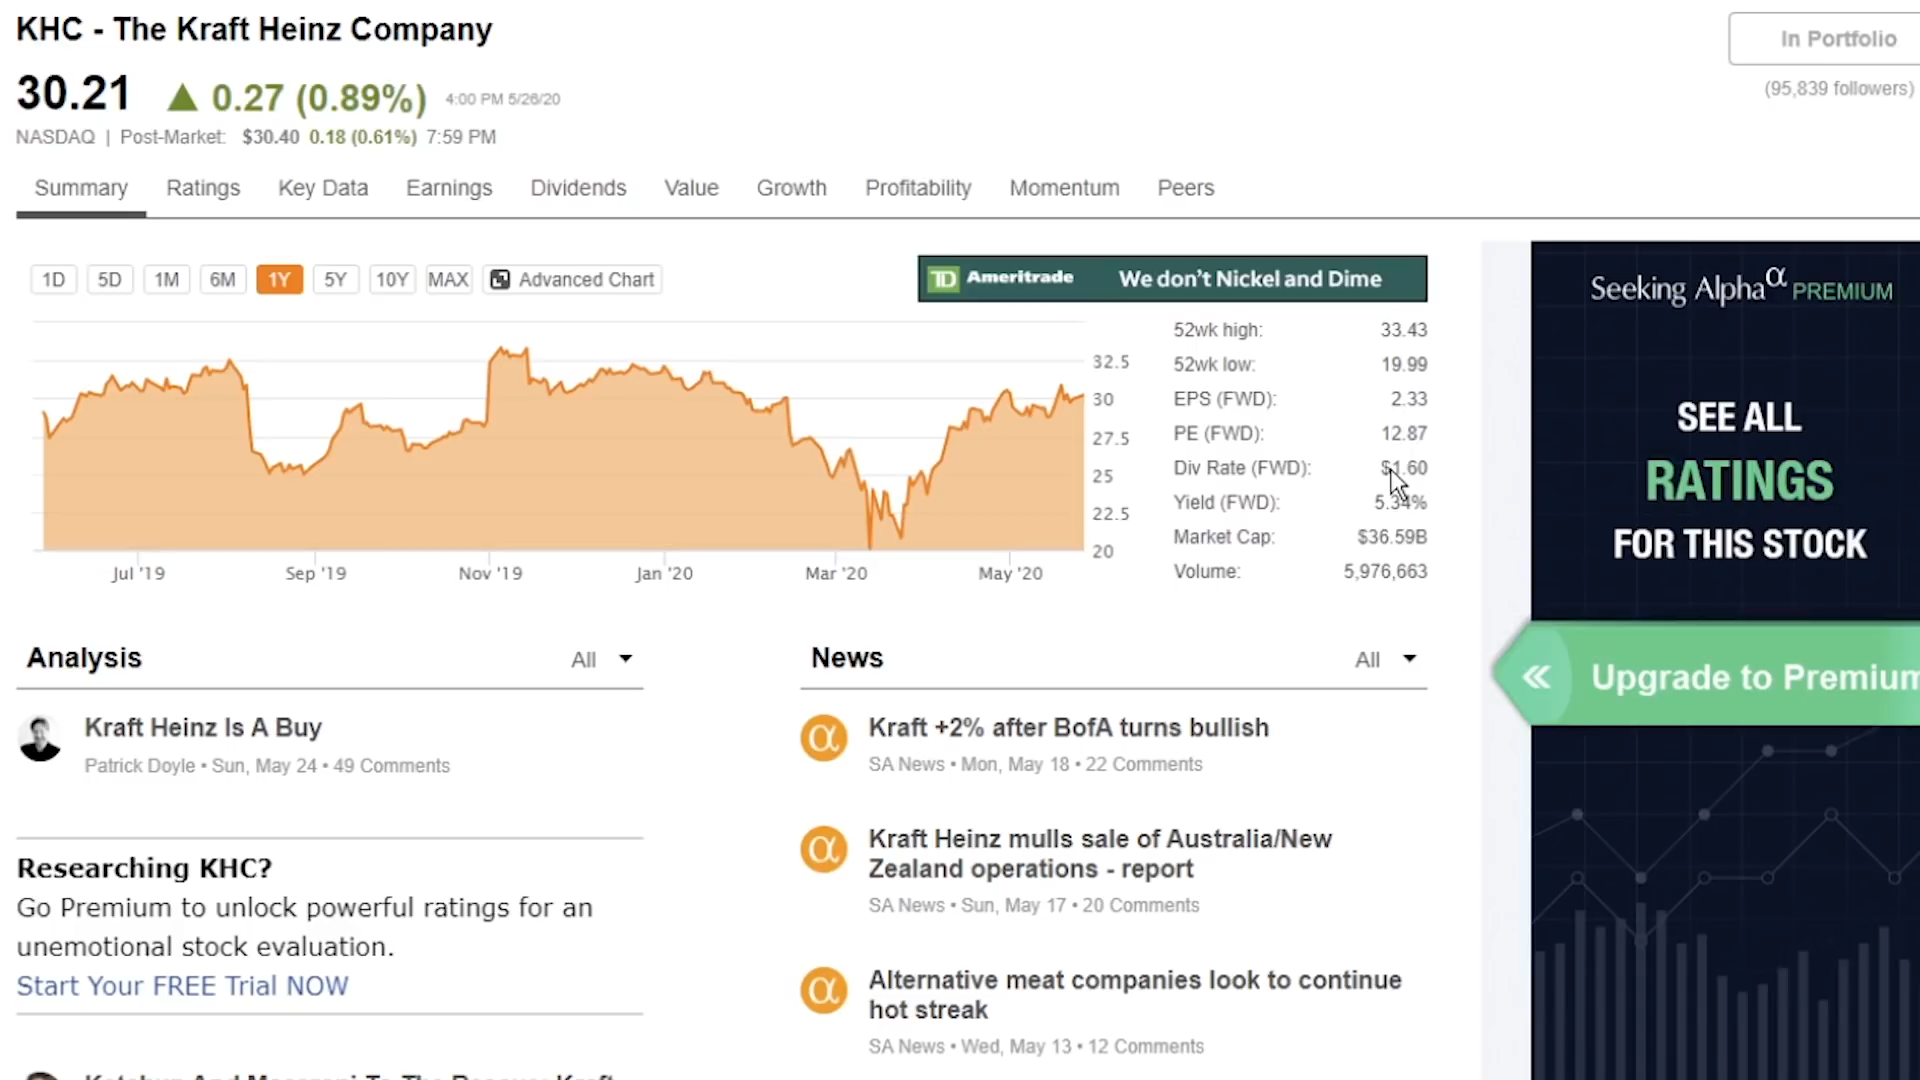 KHC - The Kraft Heinz Company
In Portfolio
30.21 ▲ 0.27 (0.89%) 4:00 PM 5/26/20
(95,839 followers)
NASDAQ | Post-Market: $30.40 0.18 (0.61%) 7:59 PM
Summary Ratings Key Data Earnings Dividends Value Growth Profitability Momentum Peers
1D 5D 1M 6M 1Y 5Y 10Y MAX Advanced Chart
TD Ameritrade We don't Nickel and Dime
32.5
30
27.5
25
22.5
20
Jul '19 Sep '19 Nov '19 Jan '20 Mar '20 May '20
52wk high: 33.43
52wk low: 19.99
EPS (FWD): 2.33
PE (FWD): 12.87
Div Rate (FWD): $1.60
Yield (FWD): 5.34%
Market Cap: $36.59B
Volume: 5,976,663
Seeking Alpha α PREMIUM
SEE ALL
RATINGS
FOR THIS STOCK
« Upgrade to Premium
Analysis All
Kraft Heinz Is A Buy
Patrick Doyle • Sun, May 24 • 49 Comments
Researching KHC?
Go Premium to unlock powerful ratings for an
unemotional stock evaluation.
Start Your FREE Trial NOW
News All
α Kraft +2% after BofA turns bullish
SA News • Mon, May 18 • 22 Comments
α Kraft Heinz mulls sale of Australia/New
Zealand operations - report
SA News • Sun, May 17 • 20 Comments
α Alternative meat companies look to continue
hot streak
SA News • Wed, May 13 • 12 Comments